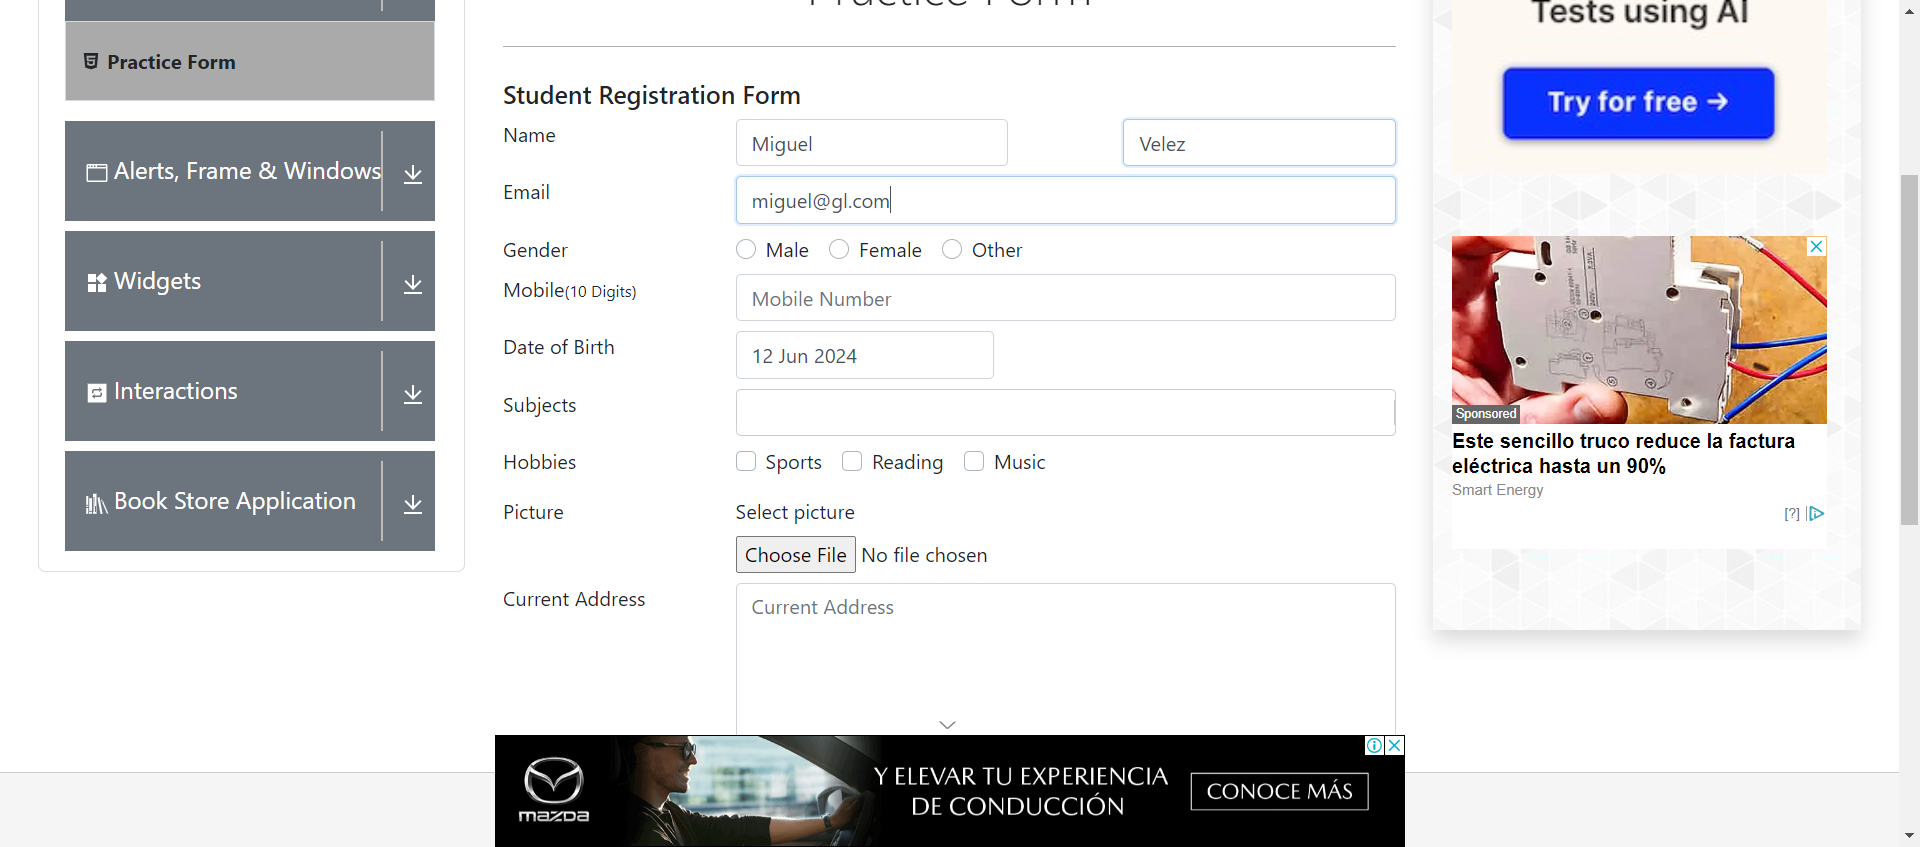 Practice Form
Practice Form
Alerts, Frame & Windows
Widgets
Interactions
Book Store Application
Student Registration Form
Name
Miguel
Velez
Email
miguel@gl.com
Gender
Male
Female
Other
Mobile(10 Digits)
Mobile Number
Date of Birth
12 Jun 2024
Subjects
Hobbies
Sports
Reading
Music
Picture
Select picture
Choose File
No file chosen
Current Address
Current Address
Tests using AI
Try for free →
Sponsored
Este sencillo truco reduce la factura
eléctrica hasta un 90%
Smart Energy
[?]
mazda
Y ELEVAR TU EXPERIENCIA
DE CONDUCCIÓN
CONOCE MÁS